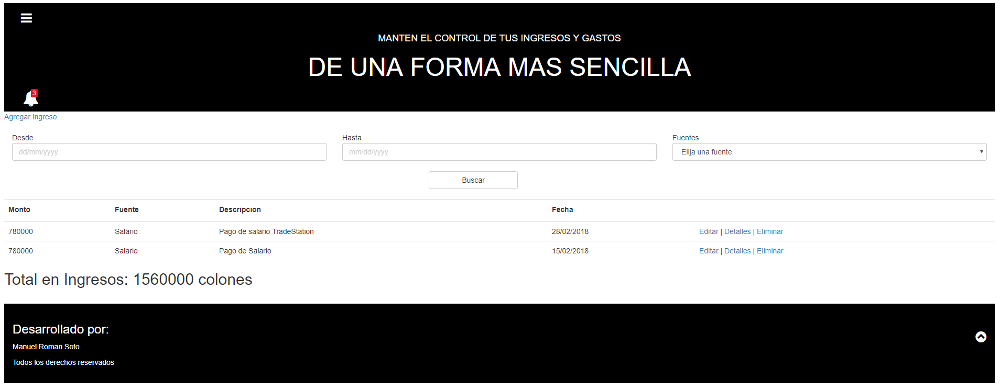 MANTEN EL CONTROL DE TUS INGRESOS Y GASTOS
DE UNA FORMA MAS SENCILLA
3
Agregar Ingreso
Desde Hasta Fuentes
dd/mm/yyyy mm/dd/yyyy Elija una fuente
Buscar
Monto Fuente Descripcion Fecha
780000 Salario Pago de salario TradeStation 28/02/2018 Editar | Detalles | Eliminar
780000 Salario Pago de Salario 15/02/2018 Editar | Detalles | Eliminar
Total en Ingresos: 1560000 colones
Desarrollado por:
Manuel Roman Soto
Todos los derechos reservados